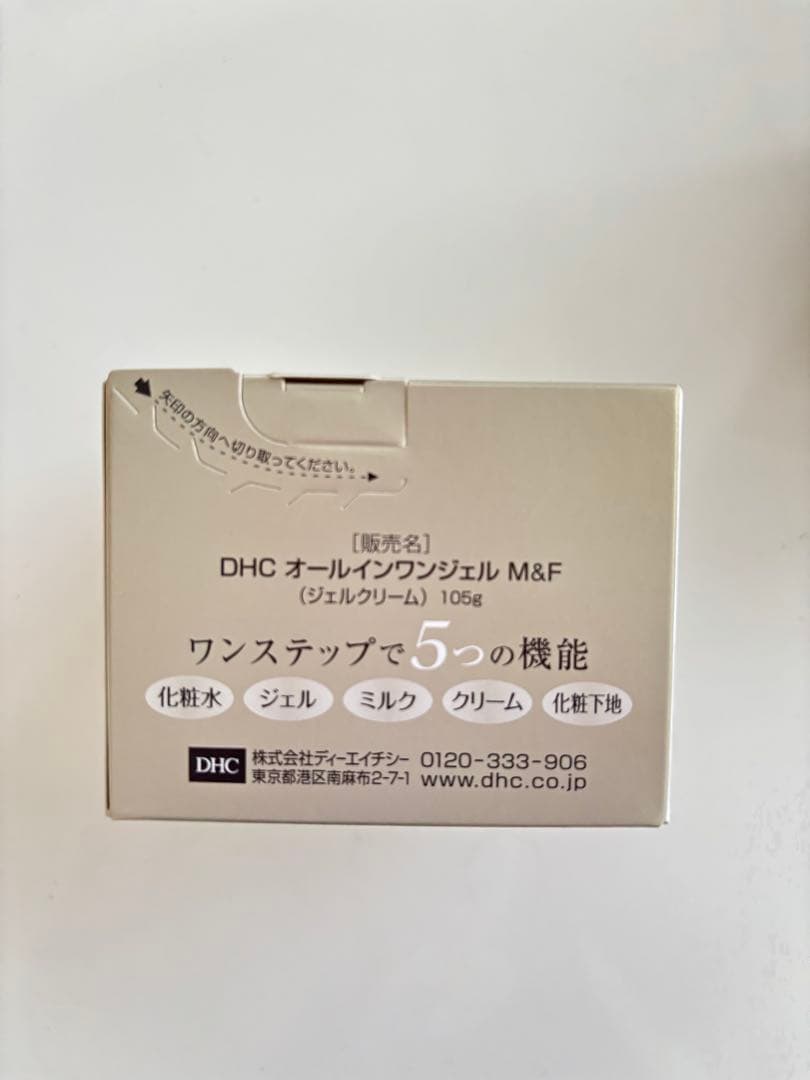 矢印の方向へ切り取ってください。
[販売名]
DHC オールインワンジェル M&F
(ジェルクリーム) 105g
ワンステップで5つの機能
化粧水 ジェル ミルク クリーム 化粧下地
DHC 株式会社ディーエイチシー 0120-333-906
東京都港区南麻布2-7-1 www.dhc.co.jp